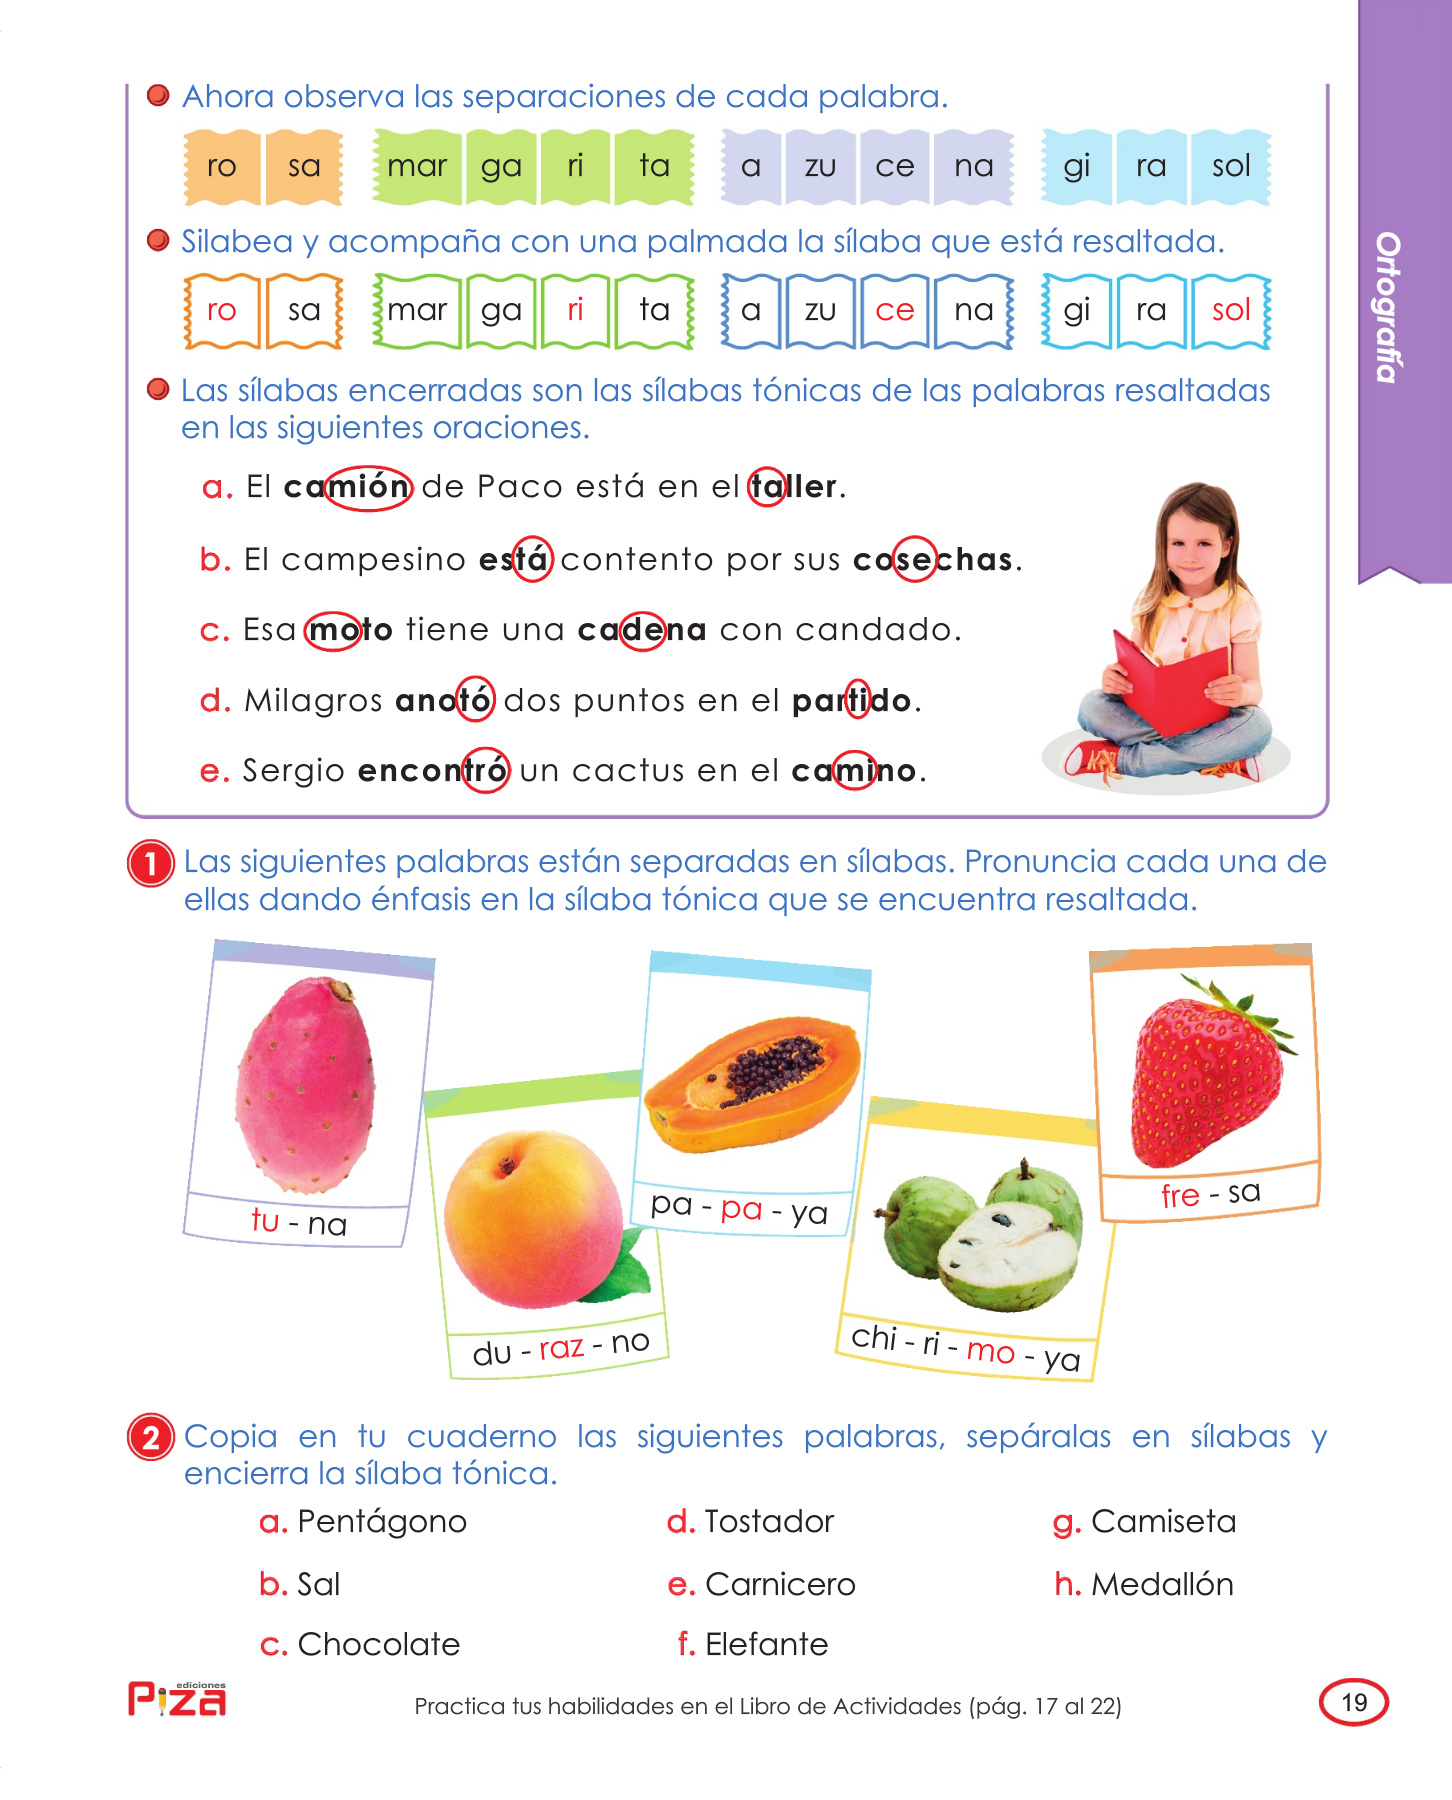 Ortografía
Ahora observa las separaciones de cada palabra.
ro sa mar ga ri ta a zu ce na gi ra sol
Silabea y acompaña con una palmada la sílaba que está resaltada.
ro sa mar ga ri ta a zu ce na gi ra sol
Las sílabas encerradas son las sílabas tónicas de las palabras resaltadas
en las siguientes oraciones.
a. El camión de Paco está en el taller.
b. El campesino está contento por sus cosechas.
c. Esa moto tiene una cadena con candado.
d. Milagros anotó dos puntos en el partido.
e. Sergio encontró un cactus en el camino.
1 Las siguientes palabras están separadas en sílabas. Pronuncia cada una de
ellas dando énfasis en la sílaba tónica que se encuentra resaltada.
tu - na
du - raz - no
pa - pa - ya
chi - ri - mo - ya
fre - sa
2 Copia en tu cuaderno las siguientes palabras, sepáralas en sílabas y
encierra la sílaba tónica.
a. Pentágono
b. Sal
c. Chocolate
d. Tostador
e. Carnicero
f. Elefante
g. Camiseta
h. Medallón
ediciones
Piza
Practica tus habilidades en el Libro de Actividades (pág. 17 al 22)
19